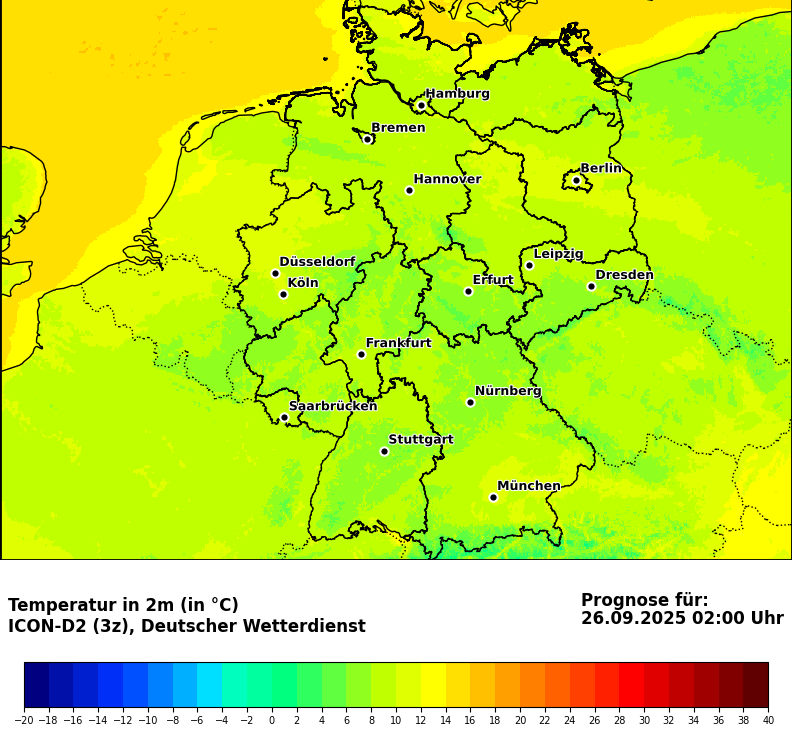 Hamburg
Bremen
Berlin
Hannover
Leipzig
Düsseldorf
Dresden
Köln
Erfurt
Frankfurt
Nürnberg
Saarbrücken
Stuttgart
München
Temperatur in 2m (in °C)
ICON-D2 (3z), Deutscher Wetterdienst
Prognose für:
26.09.2025 02:00 Uhr
−20 −18 −16 −14 −12 −10 −8 −6 −4 −2 0 2 4 6 8 10 12 14 16 18 20 22 24 26 28 30 32 34 36 38 40